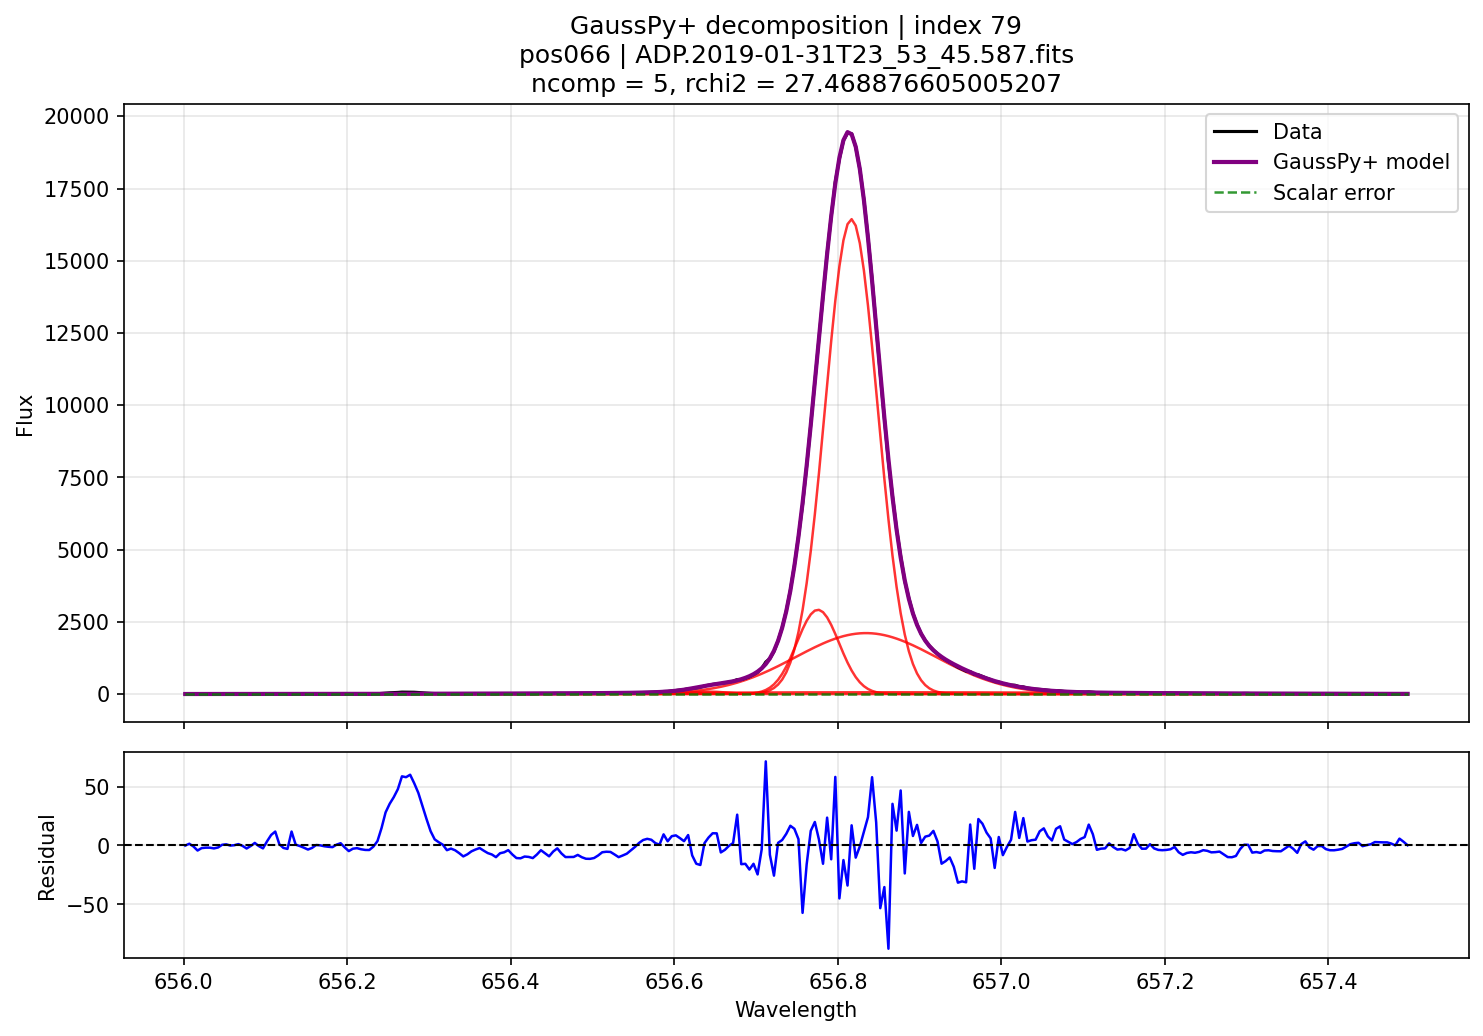 GaussPy+ decomposition | index 79
pos066 | ADP.2019-01-31T23_53_45.587.fits
ncomp = 5, rchi2 = 27.468876605005207
20000
17500
15000
12500
10000
7500
5000
2500
0
Flux
Data
GaussPy+ model
Scalar error
50
0
−50
Residual
656.0
656.2
656.4
656.6
656.8
657.0
657.2
657.4
Wavelength